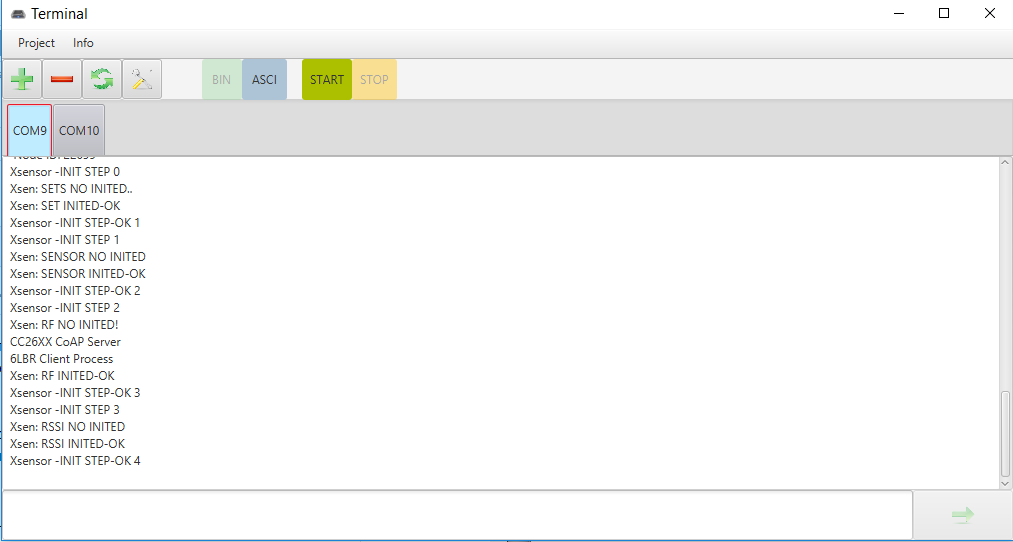 Terminal
Project Info
BIN ASCI START STOP
COM9 COM10
Xsensor -INIT STEP 0
Xsen: SETS NO INITED..
Xsen: SET INITED-OK
Xsensor -INIT STEP-OK 1
Xsensor -INIT STEP 1
Xsen: SENSOR NO INITED
Xsen: SENSOR INITED-OK
Xsensor -INIT STEP-OK 2
Xsensor -INIT STEP 2
Xsen: RF NO INITED!
CC26XX CoAP Server
6LBR Client Process
Xsen: RF INITED-OK
Xsensor -INIT STEP-OK 3
Xsensor -INIT STEP 3
Xsen: RSSI NO INITED
Xsen: RSSI INITED-OK
Xsensor -INIT STEP-OK 4